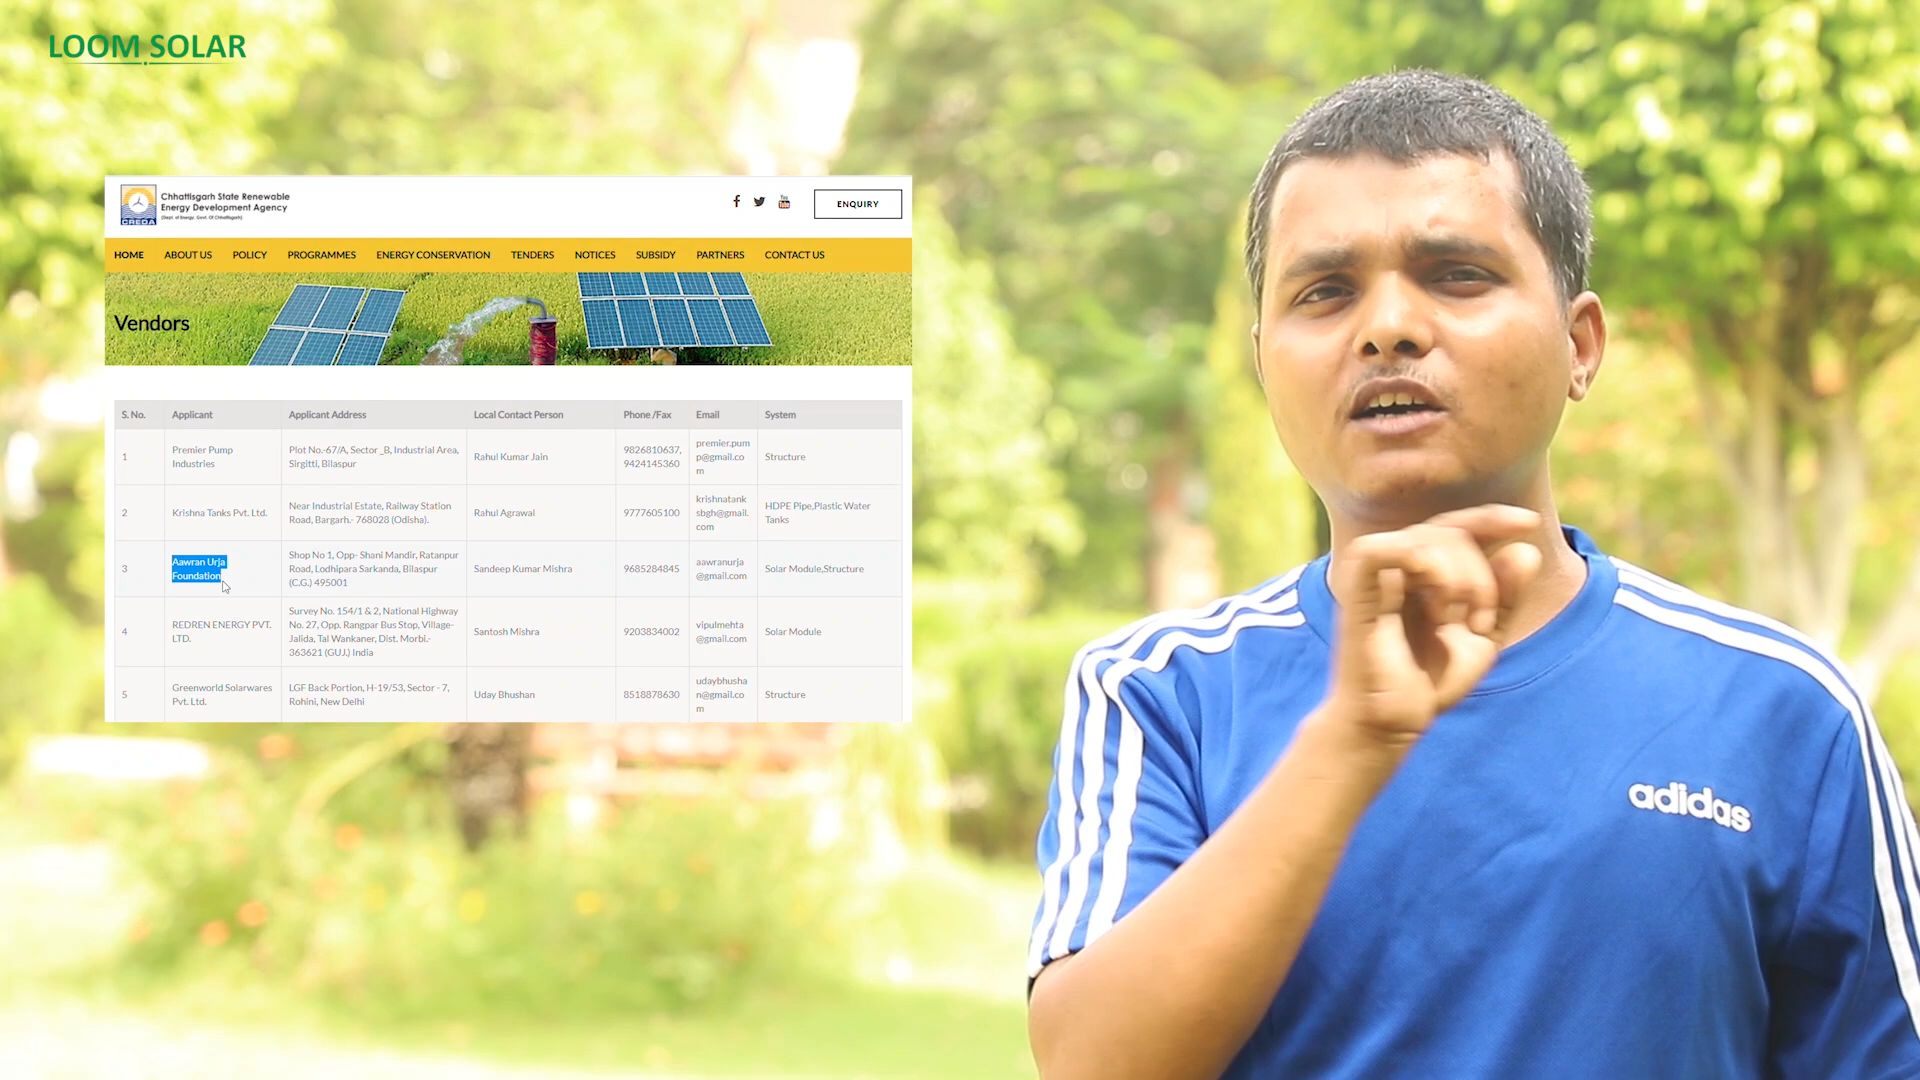 LOOM SOLAR
Chhattisgarh State Renewable
Energy Development Agency
(Dept. of Energy, Govt. Of Chhattisgarh)
CREDA
ENQUIRY
HOME ABOUT US POLICY PROGRAMMES ENERGY CONSERVATION TENDERS NOTICES SUBSIDY PARTNERS CONTACT US
Vendors
S. No. Applicant Applicant Address Local Contact Person Phone /Fax Email System
1
Premier Pump
Industries
Plot No.-67/A, Sector _B, Industrial Area,
Sirgitti, Bilaspur
Rahul Kumar Jain
9826810637,
9424145360
premier.pum
p@gmail.co
m
Structure
2
Krishna Tanks Pvt. Ltd.
Near Industrial Estate, Railway Station
Road, Bargarh.- 768028 (Odisha).
Rahul Agrawal
9777605100
krishnatank
sbgh@gmail.
com
HDPE Pipe,Plastic Water
Tanks
3
Aawran Urja
Foundation
Shop No 1, Opp- Shani Mandir, Ratanpur
Road, Lodhipara Sarkanda, Bilaspur
(C.G.) 495001
Sandeep Kumar Mishra
9685284845
aawranurja
@gmail.com
Solar Module,Structure
4
REDREN ENERGY PVT.
LTD.
Survey No. 154/1 & 2, National Highway
No. 27, Opp. Rangpar Bus Stop, Village-
Jalida, Tal Wankaner, Dist. Morbi.-
363621 (GUJ.) India
Santosh Mishra
9203834002
vipulmehta
@gmail.com
Solar Module
5
Greenworld Solarwares
Pvt. Ltd.
LGF Back Portion, H-19/53, Sector - 7,
Rohini, New Delhi
Uday Bhushan
8518878630
udaybhusha
n@gmail.co
m
Structure
adidas